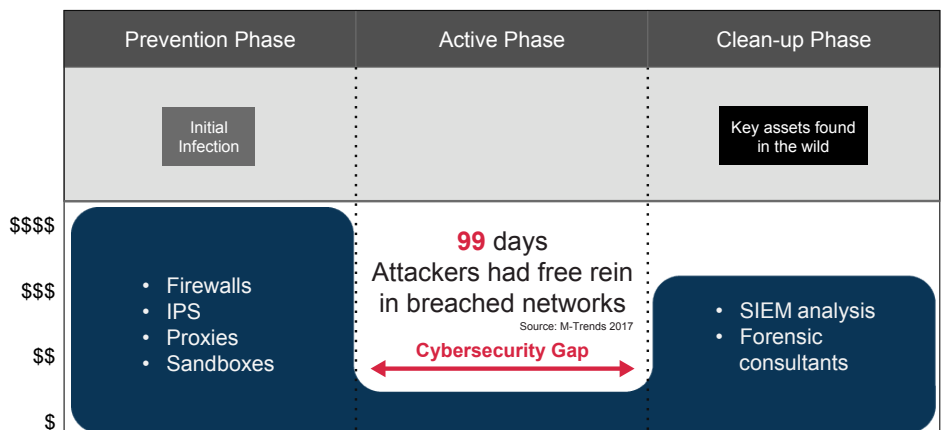 Prevention Phase
Active Phase
Clean-up Phase
Initial
Infection
Key assets found
in the wild
$$$$
$$$
$$
$
• Firewalls
• IPS
• Proxies
• Sandboxes
99 days
Attackers had free rein
in breached networks
Source: M-Trends 2017
Cybersecurity Gap
• SIEM analysis
• Forensic
consultants